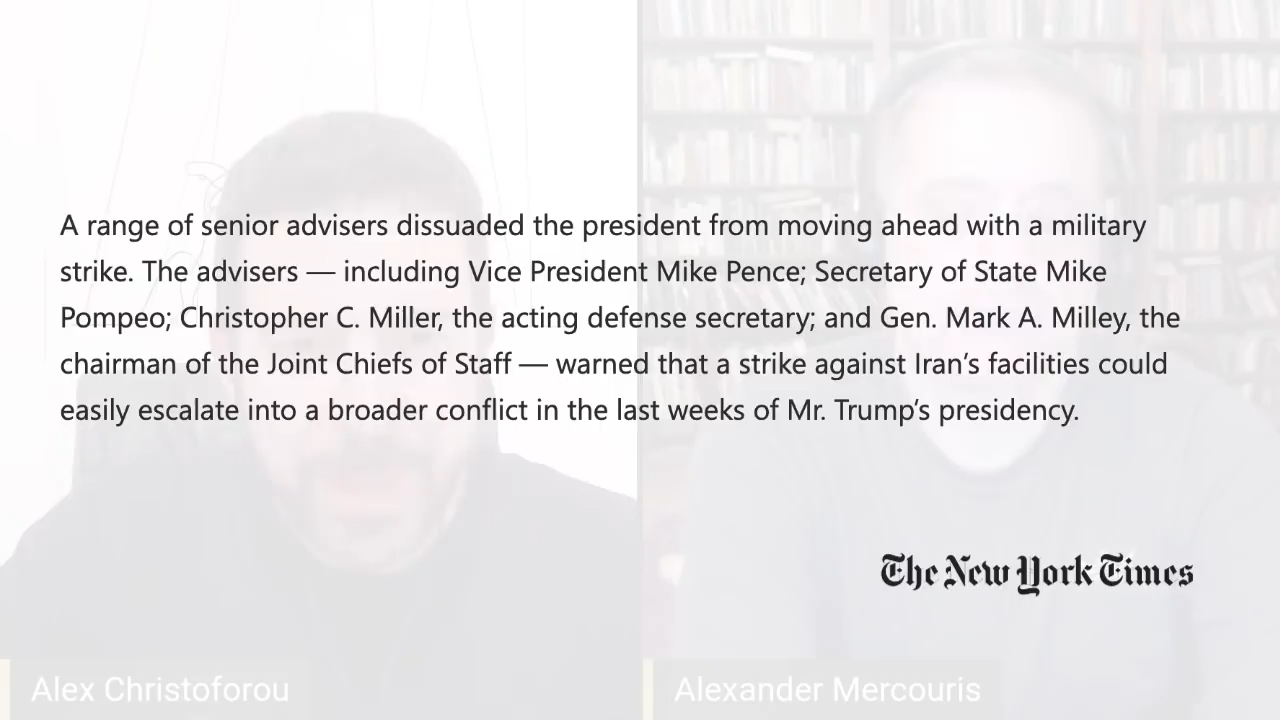 A range of senior advisers dissuaded the president from moving ahead with a military
strike. The advisers — including Vice President Mike Pence; Secretary of State Mike
Pompeo; Christopher C. Miller, the acting defense secretary; and Gen. Mark A. Milley, the
chairman of the Joint Chiefs of Staff — warned that a strike against Iran’s facilities could
easily escalate into a broader conflict in the last weeks of Mr. Trump’s presidency.
The New York Times
Alex Christoforou
Alexander Mercouris